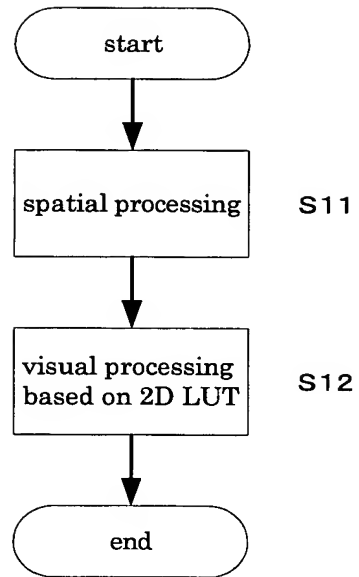 start
spatial processing
S11
visual processing
based on 2D LUT
S12
end